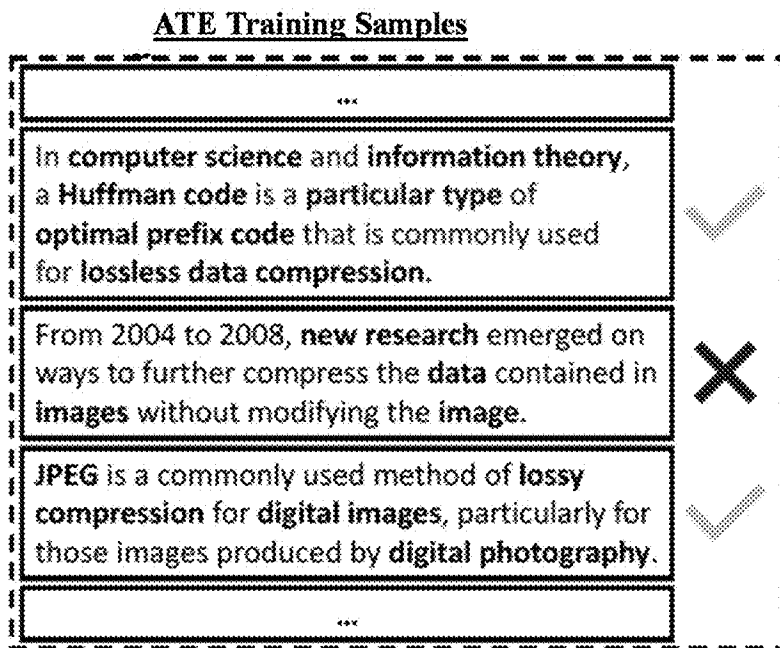 ATE Training Samples
...
In computer science and information theory,
a Huffman code is a particular type of
optimal prefix code that is commonly used
for lossless data compression.
From 2004 to 2008, new research emerged on
ways to further compress the data contained in
images without modifying the image.
JPEG is a commonly used method of lossy
compression for digital images, particularly for
those images produced by digital photography.
...